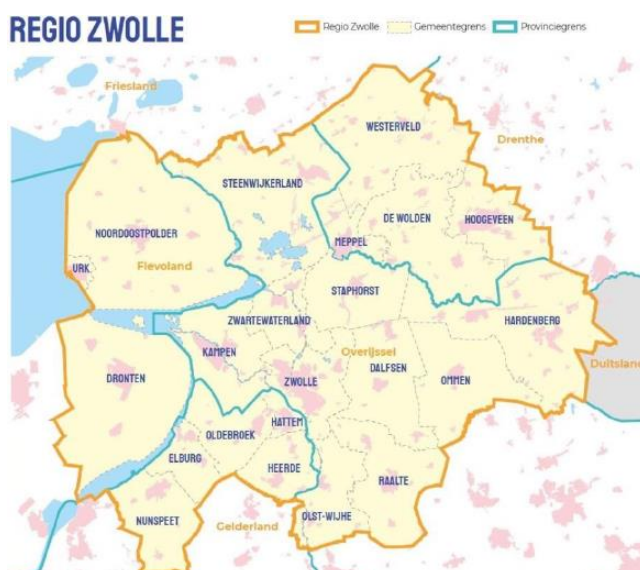 REGIO ZWOLLE
Regio Zwolle
Gemeentegrens
Provinciegrens
Friesland
WESTERVELD
Drenthe
STEENWIJKERLAND
DE WOLDEN
HOOGEVEEN
NOORDOOSTPOLDER
MEPPEL
URK
Flevoland
STAPHORST
ZWARTEWATERLAND
HARDENBERG
KAMPEN
Overijssel
Duitsland
DRONTEN
ZWOLLE
DALFSEN
OMMEN
HATTEM
OLDEBROEK
ELBURG
HEERDE
RAALTE
NUNSPEET
Gelderland
OLST-WIJHE